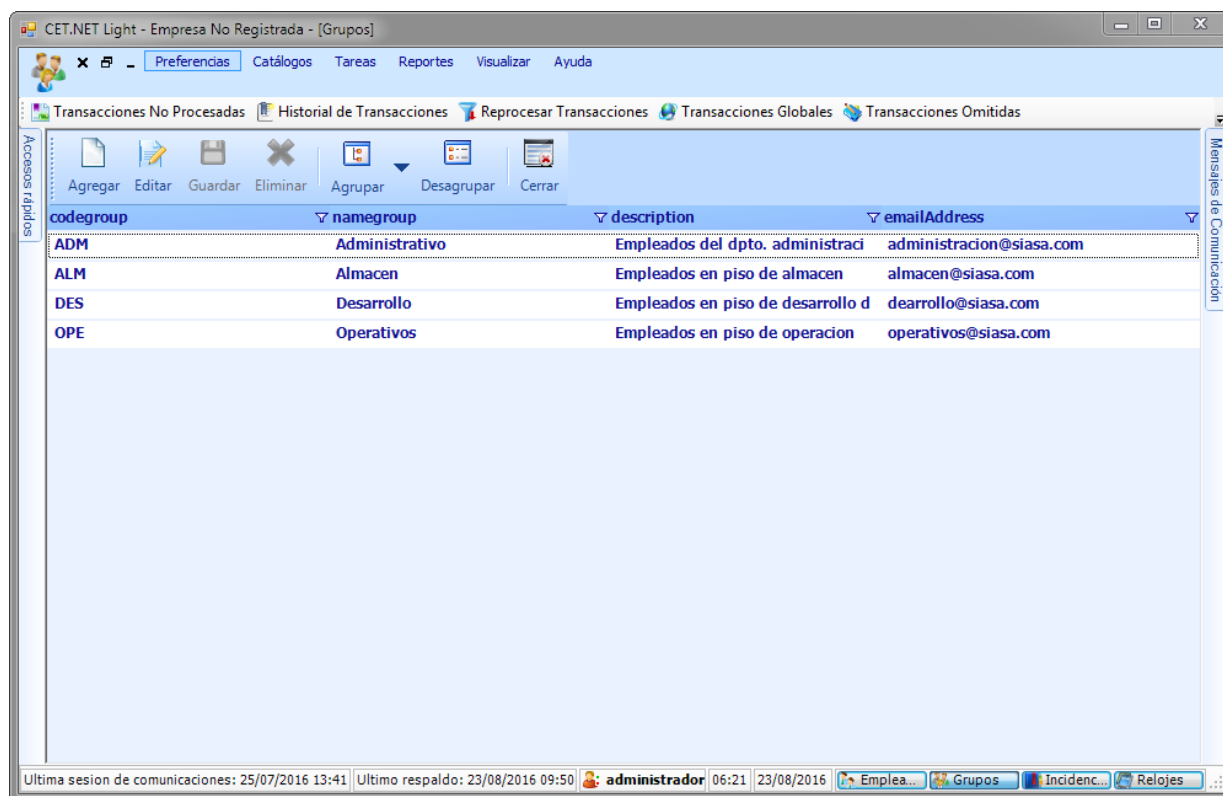 CET.NET Light - Empresa No Registrada - [Grupos]
Preferencias Catálogos Tareas Reportes Visualizar Ayuda
Transacciones No Procesadas Historial de Transacciones Reprocesar Transacciones Transacciones Globales Transacciones Omitidas
Accesos rápidos
Agregar Editar Guardar Eliminar Agrupar Desagrupar Cerrar
Mensajes de Comunicación
codegroup namegroup description emailAddress
ADM Administrativo Empleados del dpto. administraci administracion@siasa.com
ALM Almacen Empleados en piso de almacen almacen@siasa.com
DES Desarrollo Empleados en piso de desarrollo d dearrollo@siasa.com
OPE Operativos Empleados en piso de operacion operativos@siasa.com
Ultima sesion de comunicaciones: 25/07/2016 13:41 Ultimo respaldo: 23/08/2016 09:50 administrador 06:21 23/08/2016 Emplea... Grupos Incidenc... Relojes